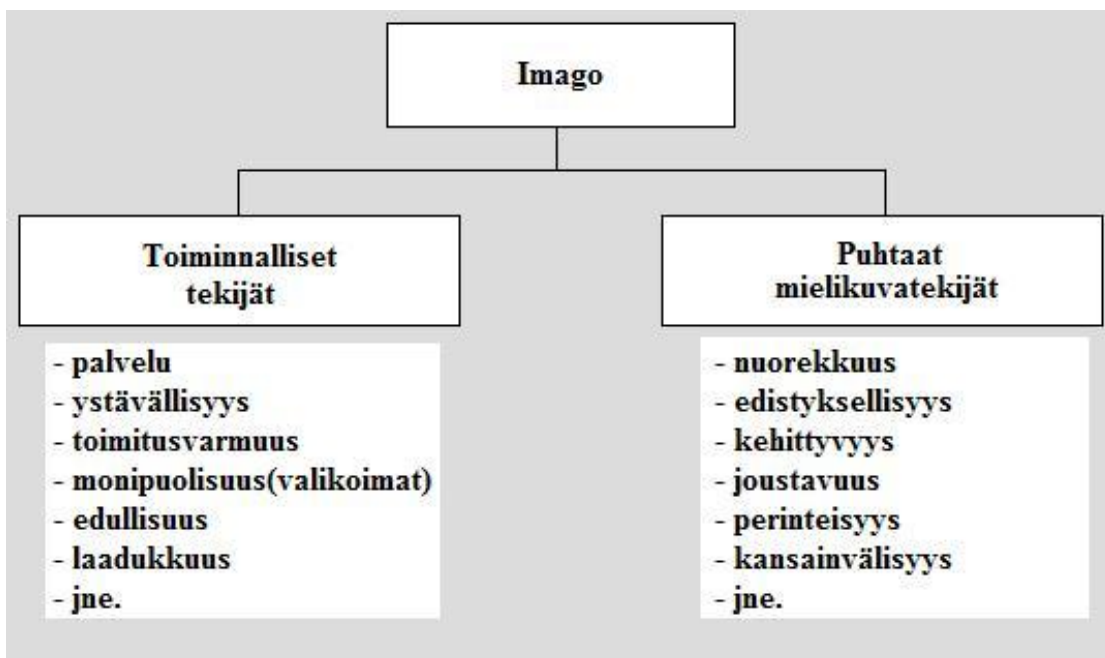 Imago
Toiminnalliset
tekijät
- palvelu
- ystävällisyys
- toimitusvarmuus
- monipuolisuus(valikoimat)
- edullisuus
- laadukkuus
- jne.
Puhtaat
mielikuvatekijät
- nuorekkuus
- edistyksellisyys
- kehittyvyys
- joustavuus
- perinteisyys
- kansainvälisyys
- jne.